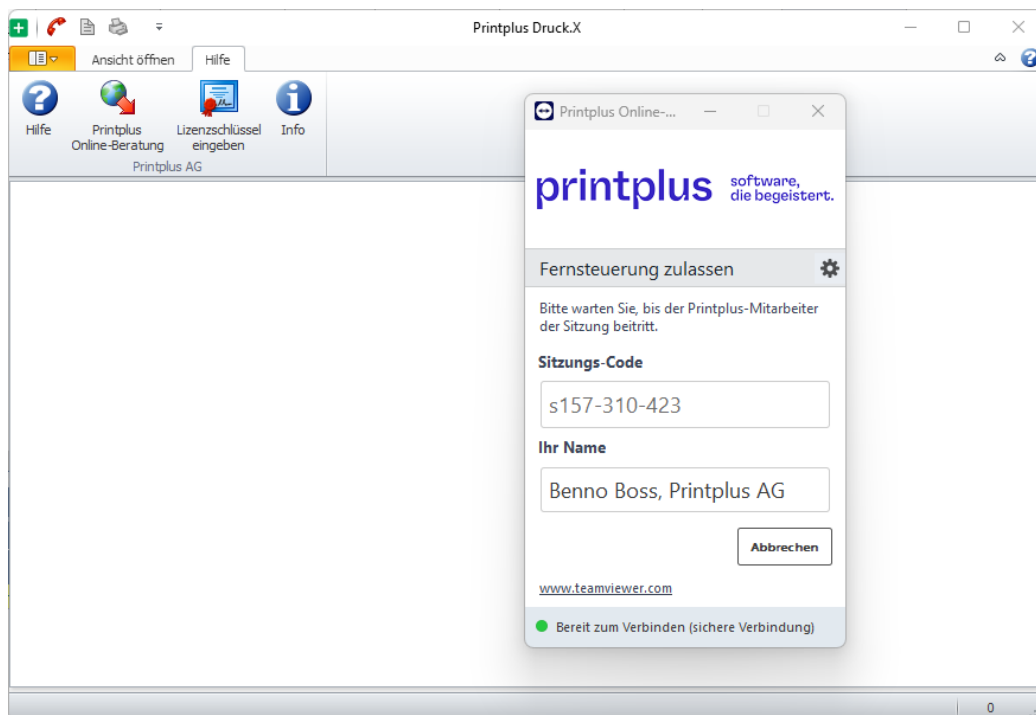 Printplus Druck.X
Ansicht öffnen
Hilfe
Hilfe
Printplus
Online-Beratung
Lizenzschlüssel
eingeben
Info
Printplus AG
Printplus Online-...
printplus
software,
die begeistert.
Fernsteuerung zulassen
Bitte warten Sie, bis der Printplus-Mitarbeiter
der Sitzung beitritt.
Sitzungs-Code
s157-310-423
Ihr Name
Benno Boss, Printplus AG
Abbrechen
www.teamviewer.com
Bereit zum Verbinden (sichere Verbindung)
0